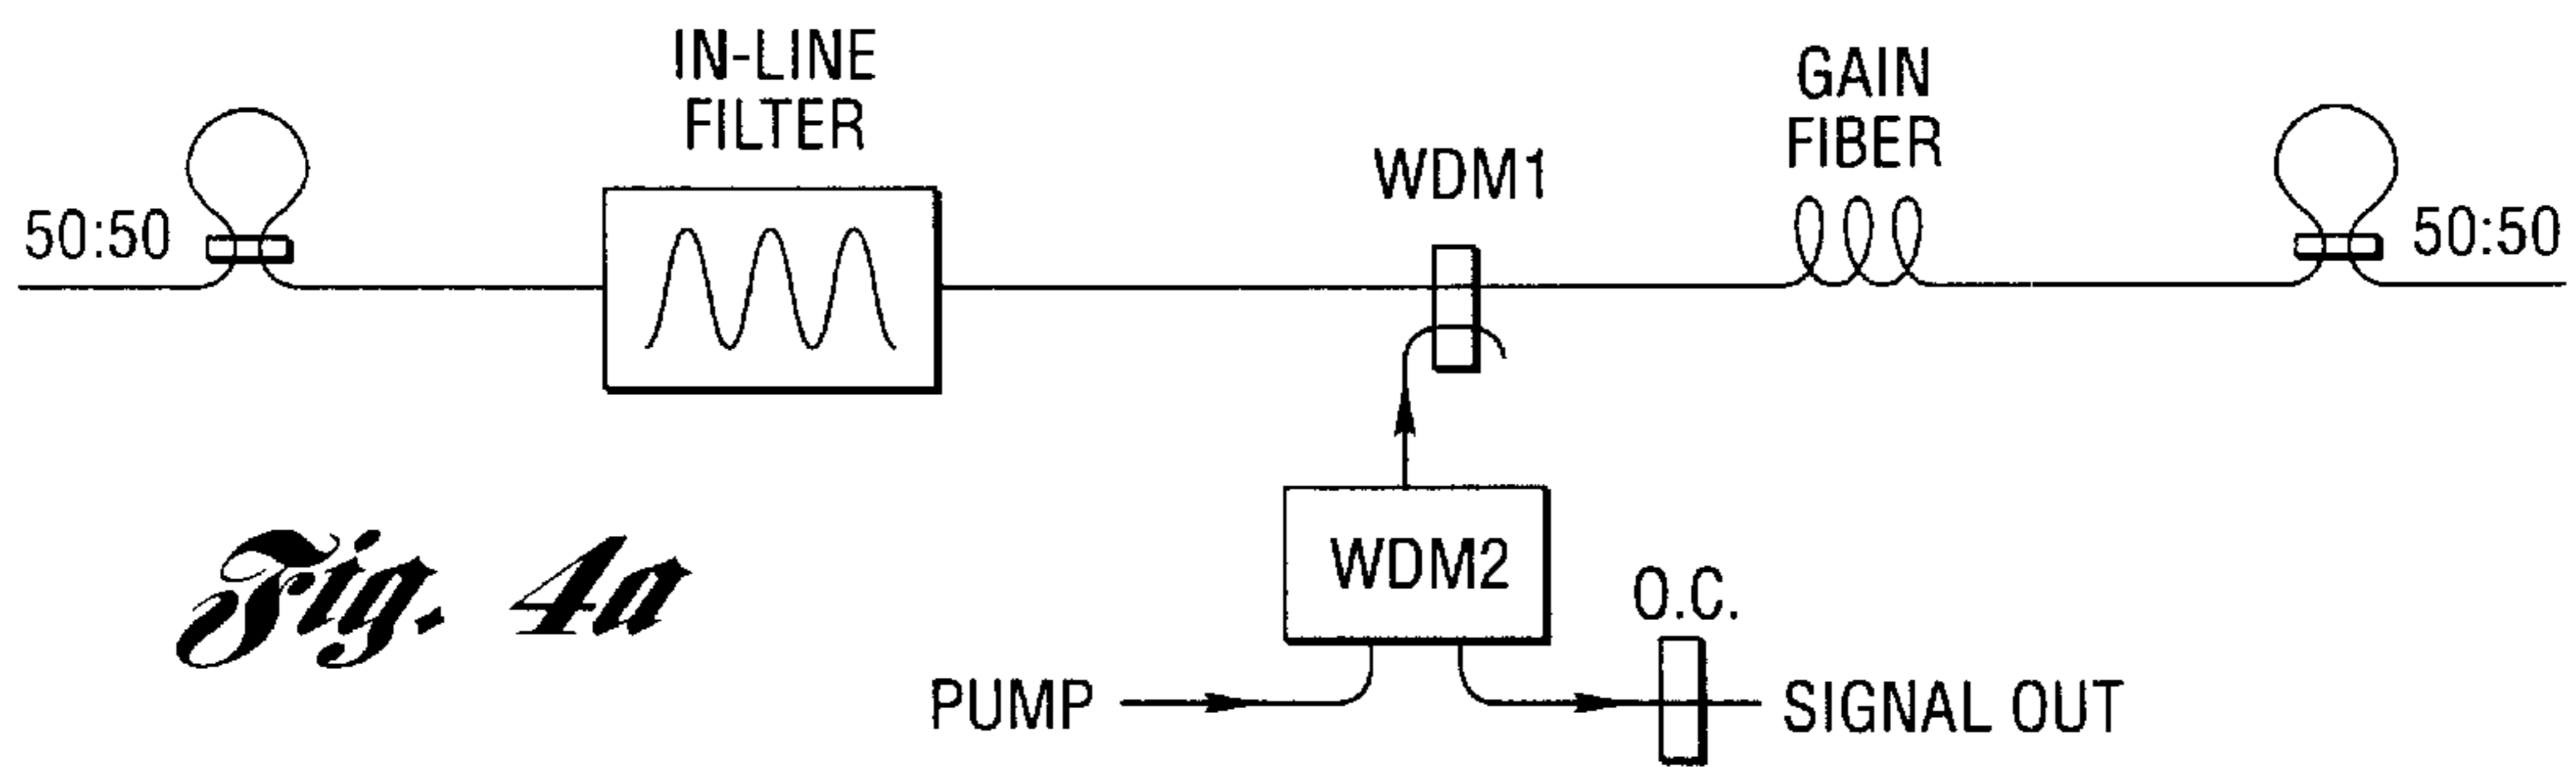 IN-LINE
FILTER
GAIN
FIBER
WDM1
50:50
50:50
WDM2
O.C.
PUMP
SIGNAL OUT
Fig. 4a